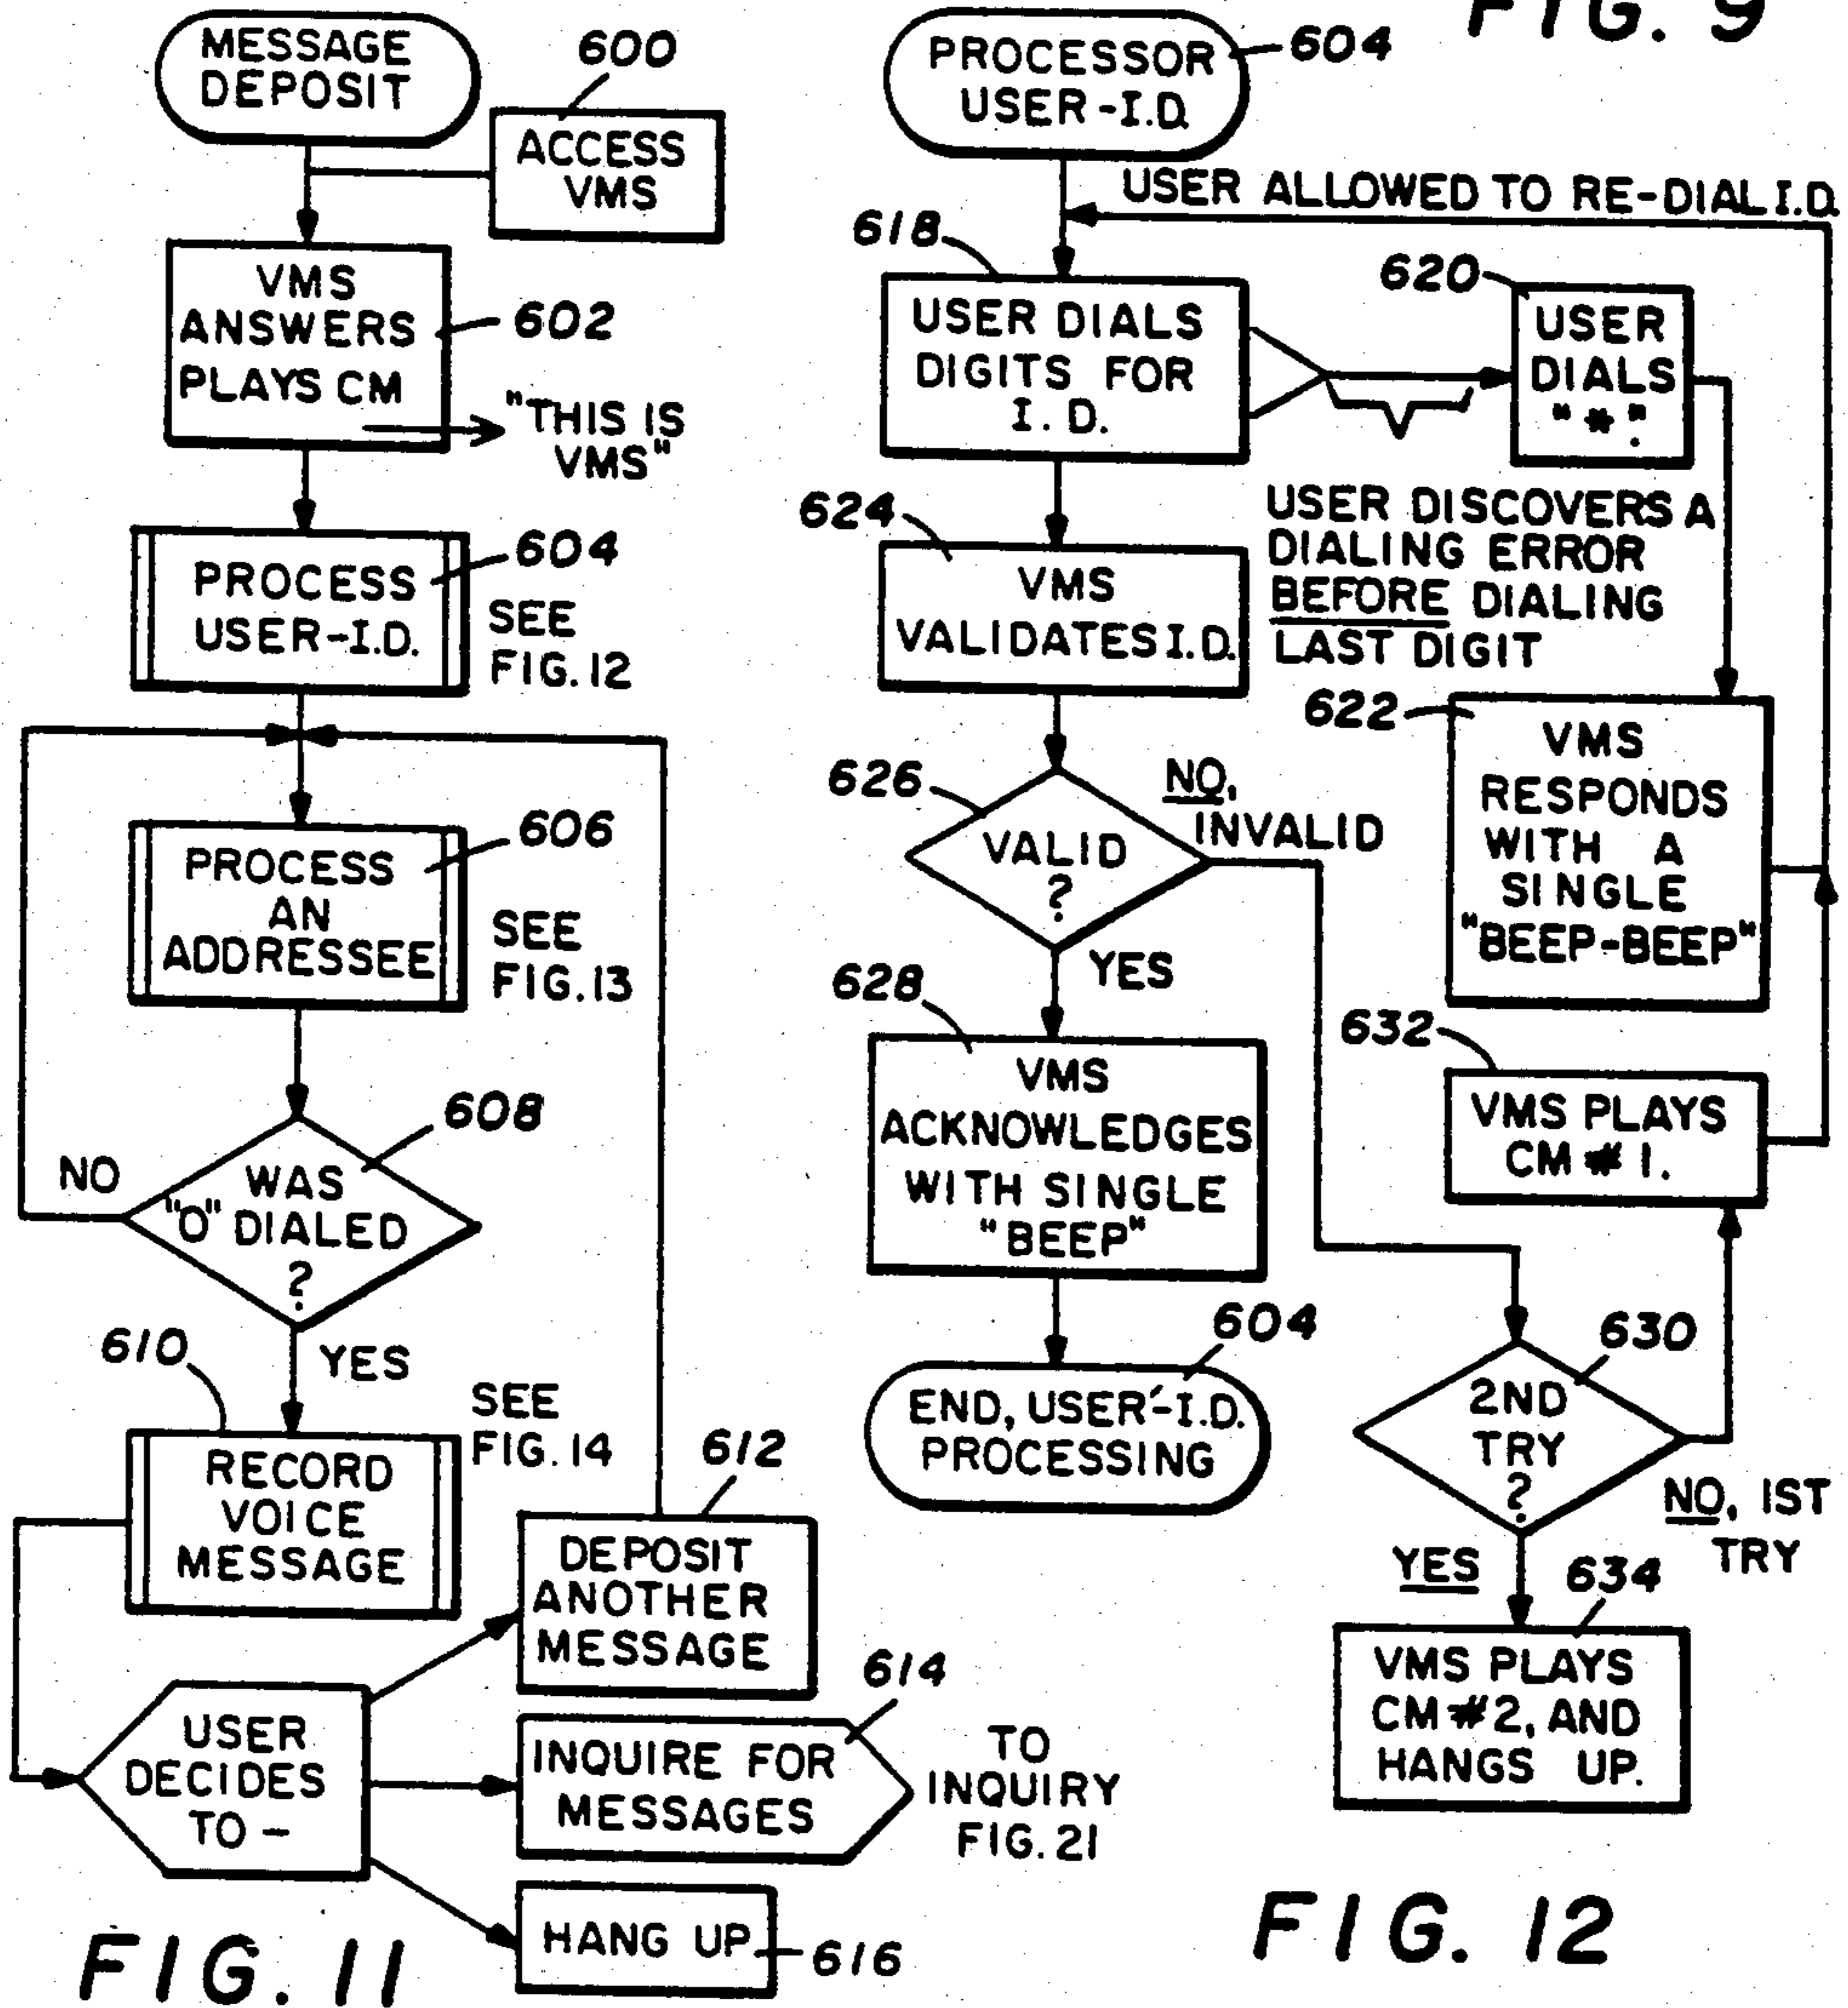 FIG. 9
MESSAGE
DEPOSIT
600
ACCESS
VMS
VMS
ANSWERS
PLAYS CM
602
"THIS IS
VMS"
PROCESS
USER-I.D.
604
SEE
FIG.12
PROCESS
AN
ADDRESSEE
606
SEE
FIG.13
608
NO
WAS
"O" DIALED
?
YES
610
SEE
FIG. 14
RECORD
VOICE
MESSAGE
612
DEPOSIT
ANOTHER
MESSAGE
USER
DECIDES
TO -
614
INQUIRE FOR
MESSAGES
TO
INQUIRY
FIG. 21
HANG UP
616
FIG. 11
PROCESSOR
USER-I.D.
604
USER ALLOWED TO RE-DIAL I.D.
618
USER DIALS
DIGITS FOR
I. D.
620
USER
DIALS
"*".
USER DISCOVERS A
DIALING ERROR
BEFORE DIALING
LAST DIGIT
624
VMS
VALIDATES I.D.
622
VMS
RESPONDS
WITH A
SINGLE
"BEEP-BEEP"
626
VALID
?
NO,
INVALID
YES
628
VMS
ACKNOWLEDGES
WITH SINGLE
"BEEP"
632
VMS PLAYS
CM # 1.
604
END, USER-I.D.
PROCESSING
630
2ND
TRY
?
NO, IST
TRY
YES
634
VMS PLAYS
CM #2, AND
HANGS UP.
FIG. 12